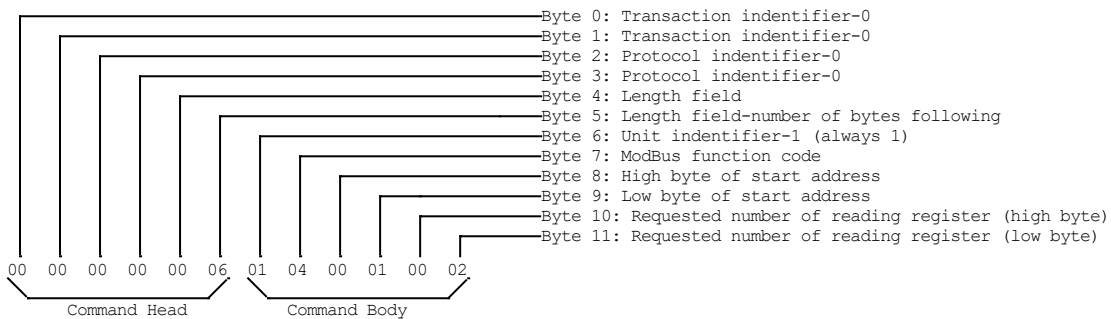 Byte 0: Transaction indentifier-0
Byte 1: Transaction indentifier-0
Byte 2: Protocol indentifier-0
Byte 3: Protocol indentifier-0
Byte 4: Length field
Byte 5: Length field-number of bytes following
Byte 6: Unit indentifier-1 (always 1)
Byte 7: ModBus function code
Byte 8: High byte of start address
Byte 9: Low byte of start address
Byte 10: Requested number of reading register (high byte)
Byte 11: Requested number of reading register (low byte)
00 00 00 00 00 06 01 04 00 01 00 02
Command Head Command Body